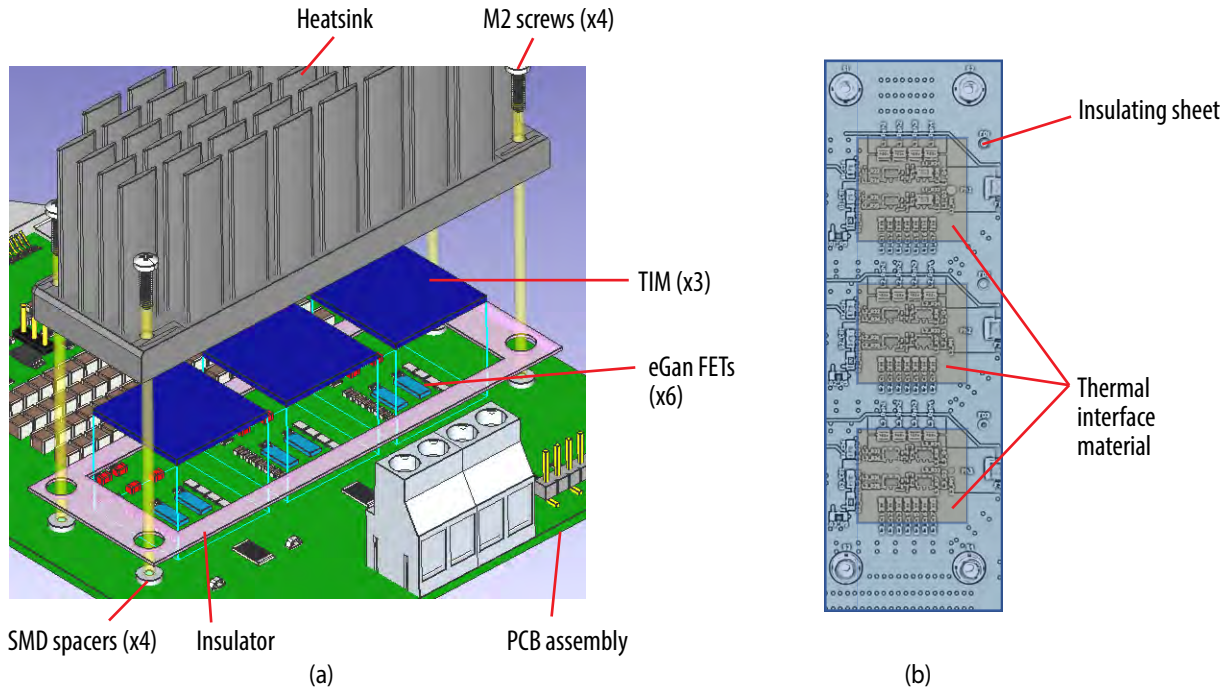 Heatsink
M2 screws (x4)
Insulating sheet
TIM (x3)
eGan FETs
(x6)
Thermal
interface
material
SMD spacers (x4)
Insulator
PCB assembly
(a)
(b)